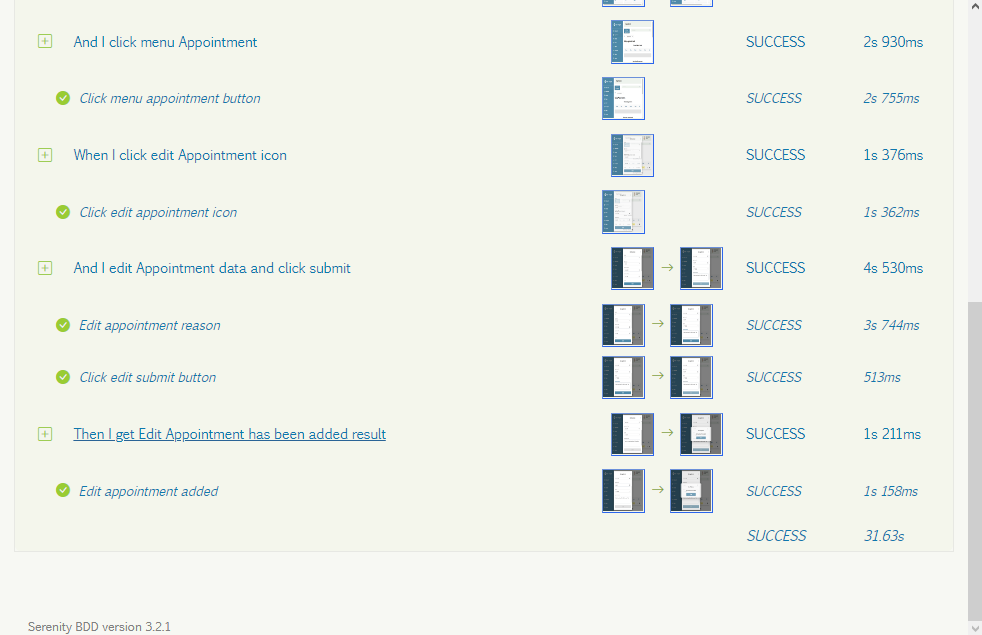 And I click menu Appointment SUCCESS 2s 930ms
Click menu appointment button SUCCESS 2s 755ms
When I click edit Appointment icon SUCCESS 1s 376ms
Click edit appointment icon SUCCESS 1s 362ms
And I edit Appointment data and click submit → SUCCESS 4s 530ms
Edit appointment reason → SUCCESS 3s 744ms
Click edit submit button → SUCCESS 513ms
Then I get Edit Appointment has been added result → SUCCESS 1s 211ms
Edit appointment added → SUCCESS 1s 158ms
SUCCESS 31.63s
Serenity BDD version 3.2.1